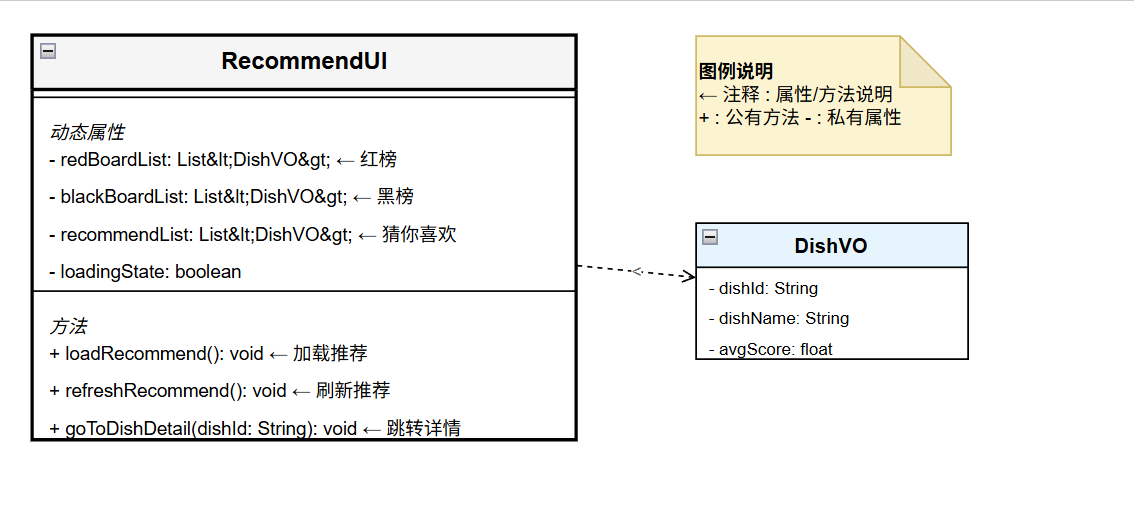 RecommendUI
动态属性
- redBoardList: List&lt;DishVO&gt; ← 红榜
- blackBoardList: List&lt;DishVO&gt; ← 黑榜
- recommendList: List&lt;DishVO&gt; ← 猜你喜欢
- loadingState: boolean
方法
+ loadRecommend(): void ← 加载推荐
+ refreshRecommend(): void ← 刷新推荐
+ goToDishDetail(dishId: String): void ← 跳转详情
图例说明
← 注释 : 属性/方法说明
+ : 公有方法 - : 私有属性
DishVO
- dishId: String
- dishName: String
- avgScore: float